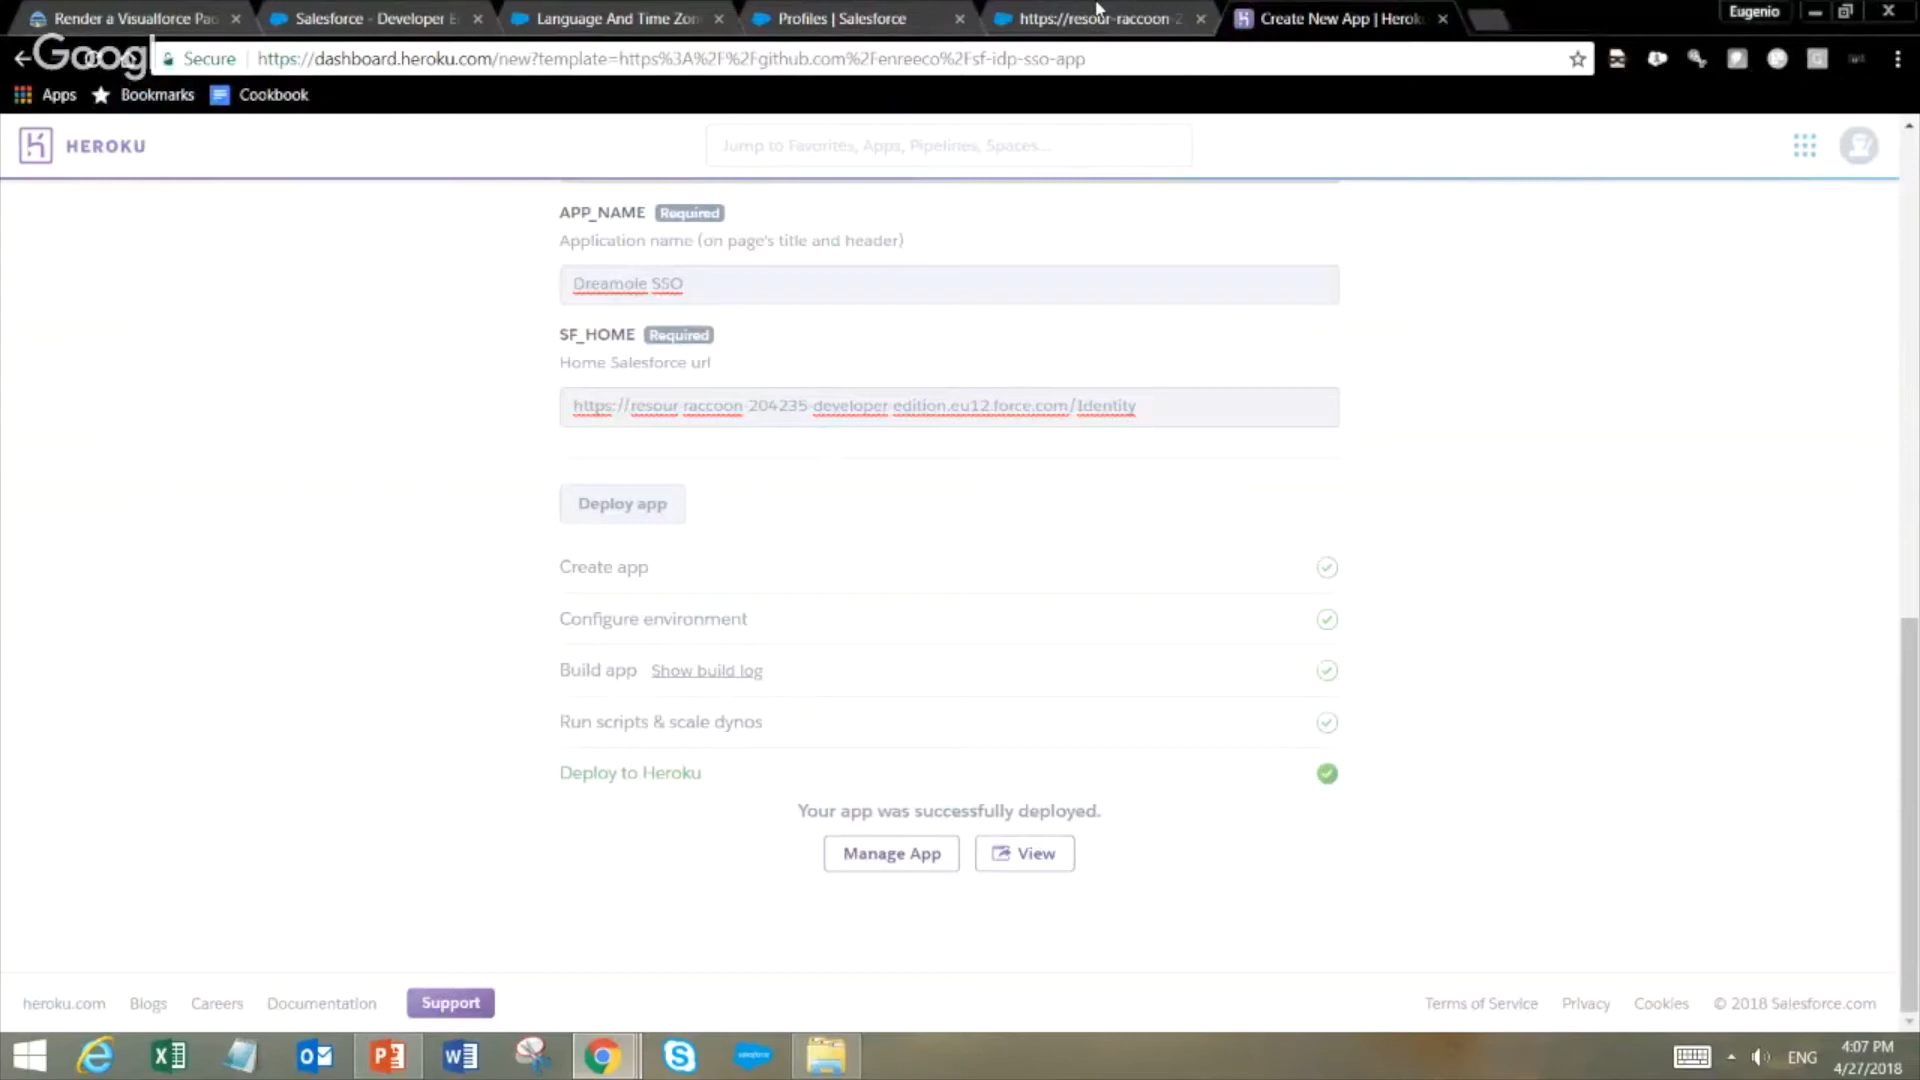 Render a Visualforce Pag
Salesforce - Developer E
Language And Time Zon
Profiles | Salesforce
https://resour-raccoon-2
Create New App | Heroku
Eugenio
Googl
Secure
https://dashboard.heroku.com/new?template=https%3A%2F%2Fgithub.com%2Fenreeco%2Fsf-idp-sso-app
Apps
Bookmarks
Cookbook
HEROKU
Jump to Favorites, Apps, Pipelines, Spaces...
APP_NAME Required
Application name (on page's title and header)
Dreamole SSO
SF_HOME Required
Home Salesforce url
https://resour-raccoon-204235-developer-edition.eu12.force.com/Identity
Deploy app
Create app
Configure environment
Build app Show build log
Run scripts & scale dynos
Deploy to Heroku
Your app was successfully deployed.
Manage App
View
heroku.com
Blogs
Careers
Documentation
Support
Terms of Service
Privacy
Cookies
© 2018 Salesforce.com
ENG
4:07 PM
4/27/2018